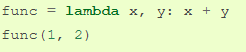 func = lambda x, y: x + y
func(1, 2)